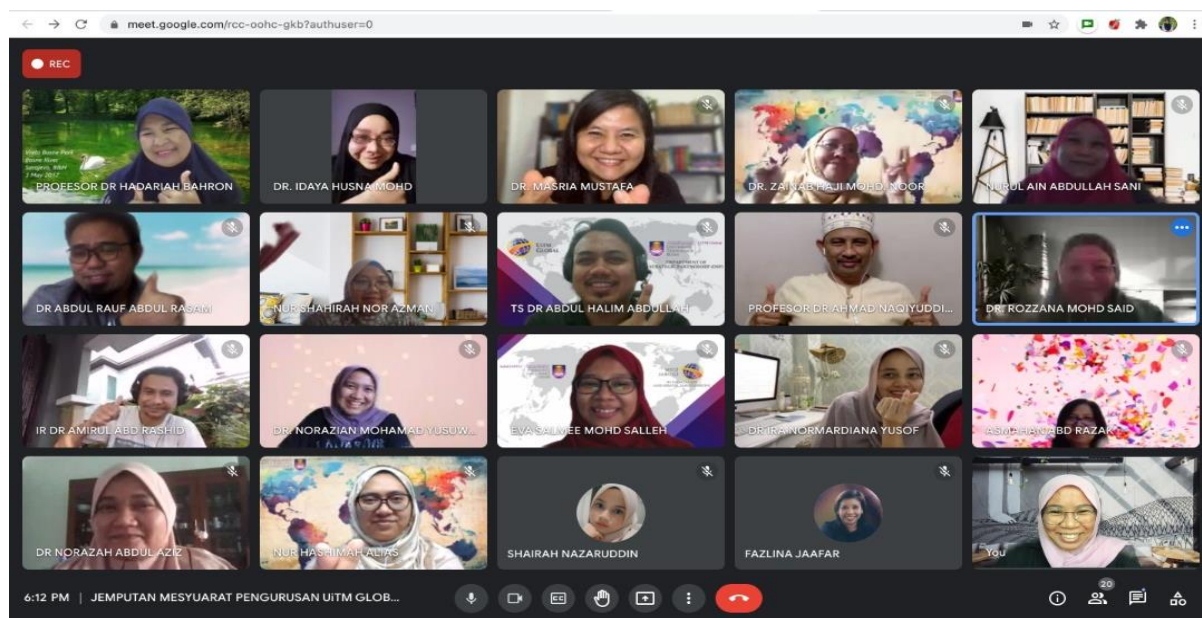 meet.google.com/rcc-oohc-gkb?authuser=0
REC
PROFESOR DR HADARIAH BAHRON
DR. IDAYA HUSNA MOHD
DR. MASRIA MUSTAFA
DR. ZAINAB HAJI MOHD. NOOR
NURUL AIN ABDULLAH SANI
DR ABDUL RAUF ABDUL RASAM
NUR SHAHIRAH NOR AZMAN
TS DR ABDUL HALIM ABDULLAH
PROFESOR DR AHMAD NAQIYUDDI...
DR. ROZZANA MOHD SAID
IR DR AMIRUL ABD RASHID
DR. NORAZIAN MOHAMAD YUSUW...
EVA SALMEE MOHD SALLEH
DR IRA NORMARDIANA YUSOF
ASMAHAN ABD RAZAK
DR NORAZAH ABDUL AZIZ
NUR HASHIMAH ALIAS
SHAIRAH NAZARUDDIN
FAZLINA JAAFAR
You
6:12 PM | JEMPUTAN MESYUARAT PENGURUSAN UiTM GLOB...
CC
20